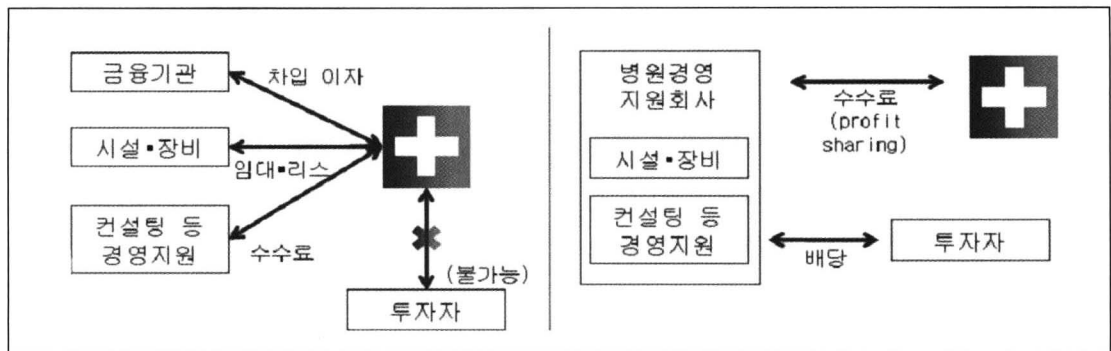 금융기관
차입 이자
시설▪장비
임대▪리스
컨설팅 등
경영지원
수수료
(불가능)
투자자
병원경영
지원회사
시설▪장비
컨설팅 등
경영지원
수수료
(profit
sharing)
배당
투자자